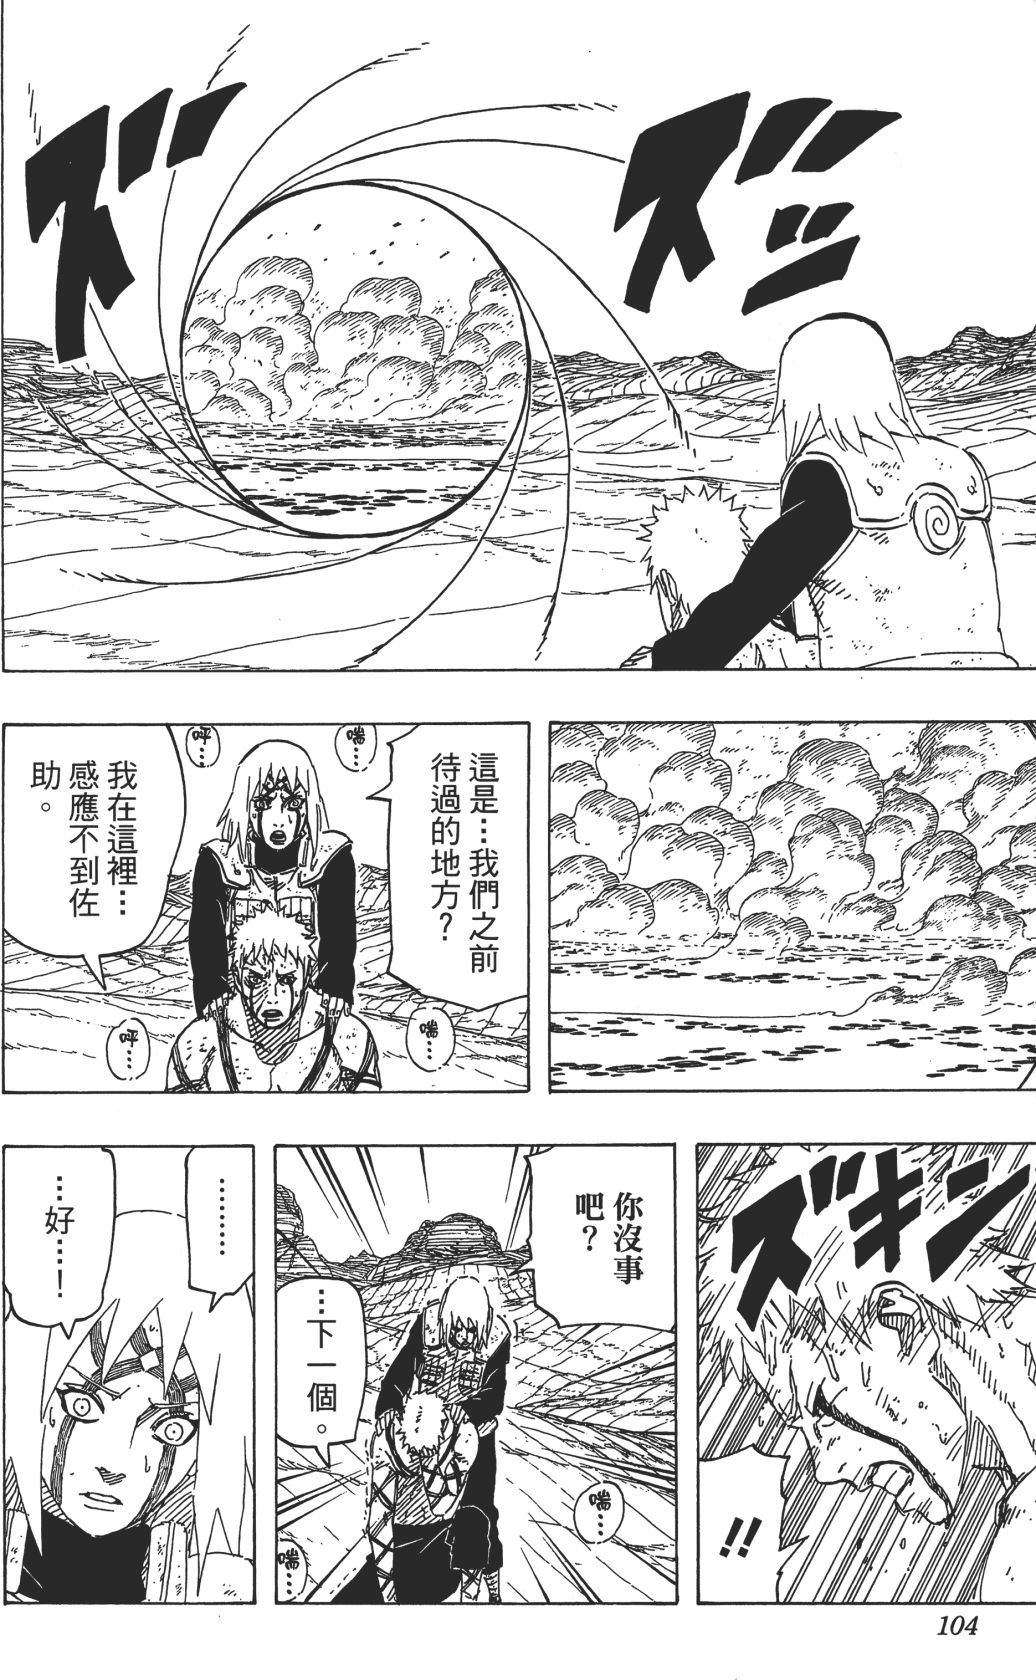 ズズッ
ズズ
這是…我們之前
待過的地方?
喘…
呼…
喘…
呼…
我在這裡…
感應不到佐
助。
ズキン
!!
你沒事
吧?
…下一個。
喘…
喘…
………
…好…!
104